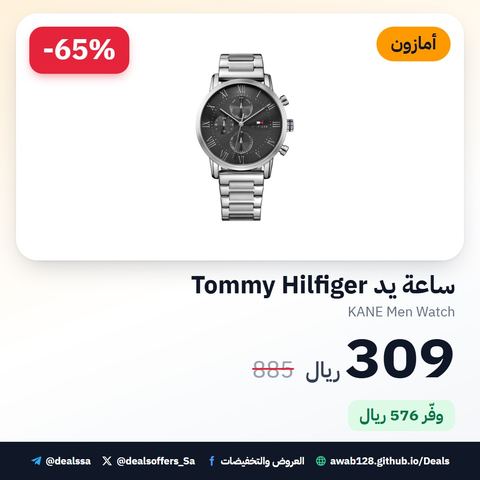 -65%
أمازون
ساعة يد Tommy Hilfiger
KANE Men Watch
309 ريال 885
وفّر 576 ريال
@dealssa @dealsoffers_Sa العروض والتخفيضات awab128.github.io/Deals